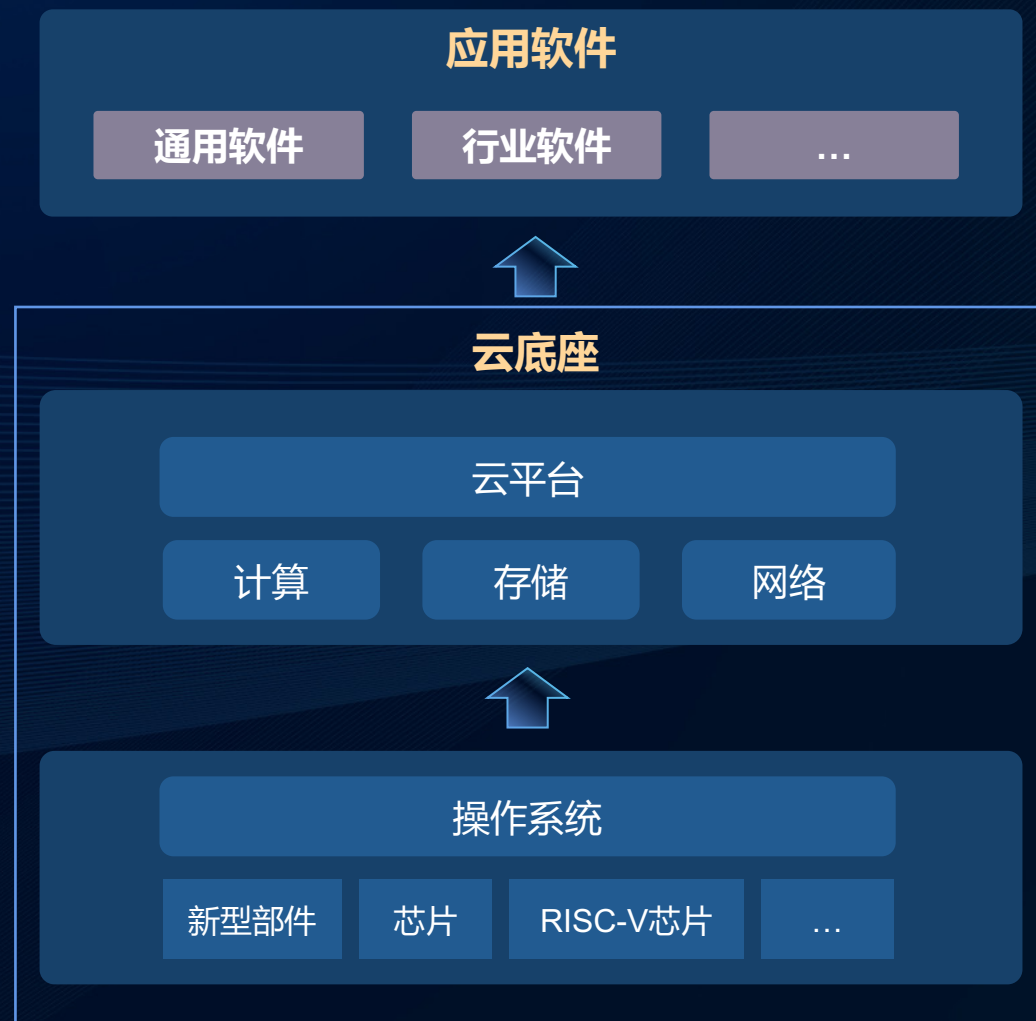 应用软件
通用软件 行业软件 …
云底座
云平台
计算 存储 网络
操作系统
新型部件 芯片 RISC-V芯片 …